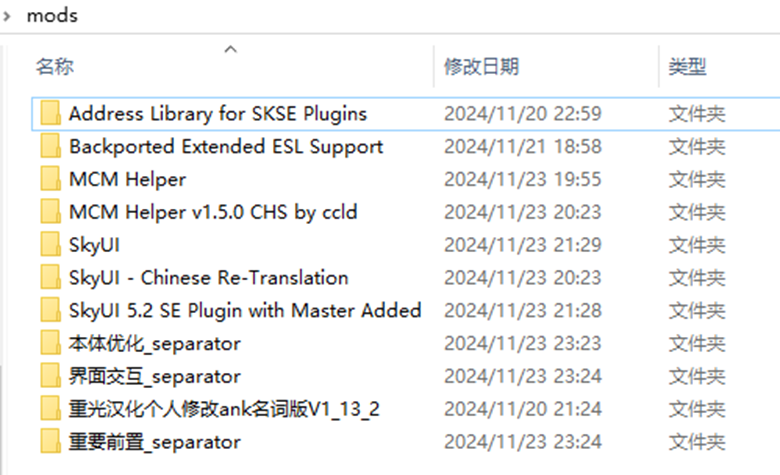 mods
名称 修改日期 类型
Address Library for SKSE Plugins 2024/11/20 22:59 文件夹
Backported Extended ESL Support 2024/11/21 18:58 文件夹
MCM Helper 2024/11/23 19:55 文件夹
MCM Helper v1.5.0 CHS by ccld 2024/11/23 20:23 文件夹
SkyUI 2024/11/23 21:29 文件夹
SkyUI - Chinese Re-Translation 2024/11/23 20:23 文件夹
SkyUI 5.2 SE Plugin with Master Added 2024/11/23 21:28 文件夹
本体优化_separator 2024/11/23 23:23 文件夹
界面交互_separator 2024/11/23 23:24 文件夹
重光汉化个人修改ank名词版V1_13_2 2024/11/20 21:24 文件夹
重要前置_separator 2024/11/23 23:24 文件夹